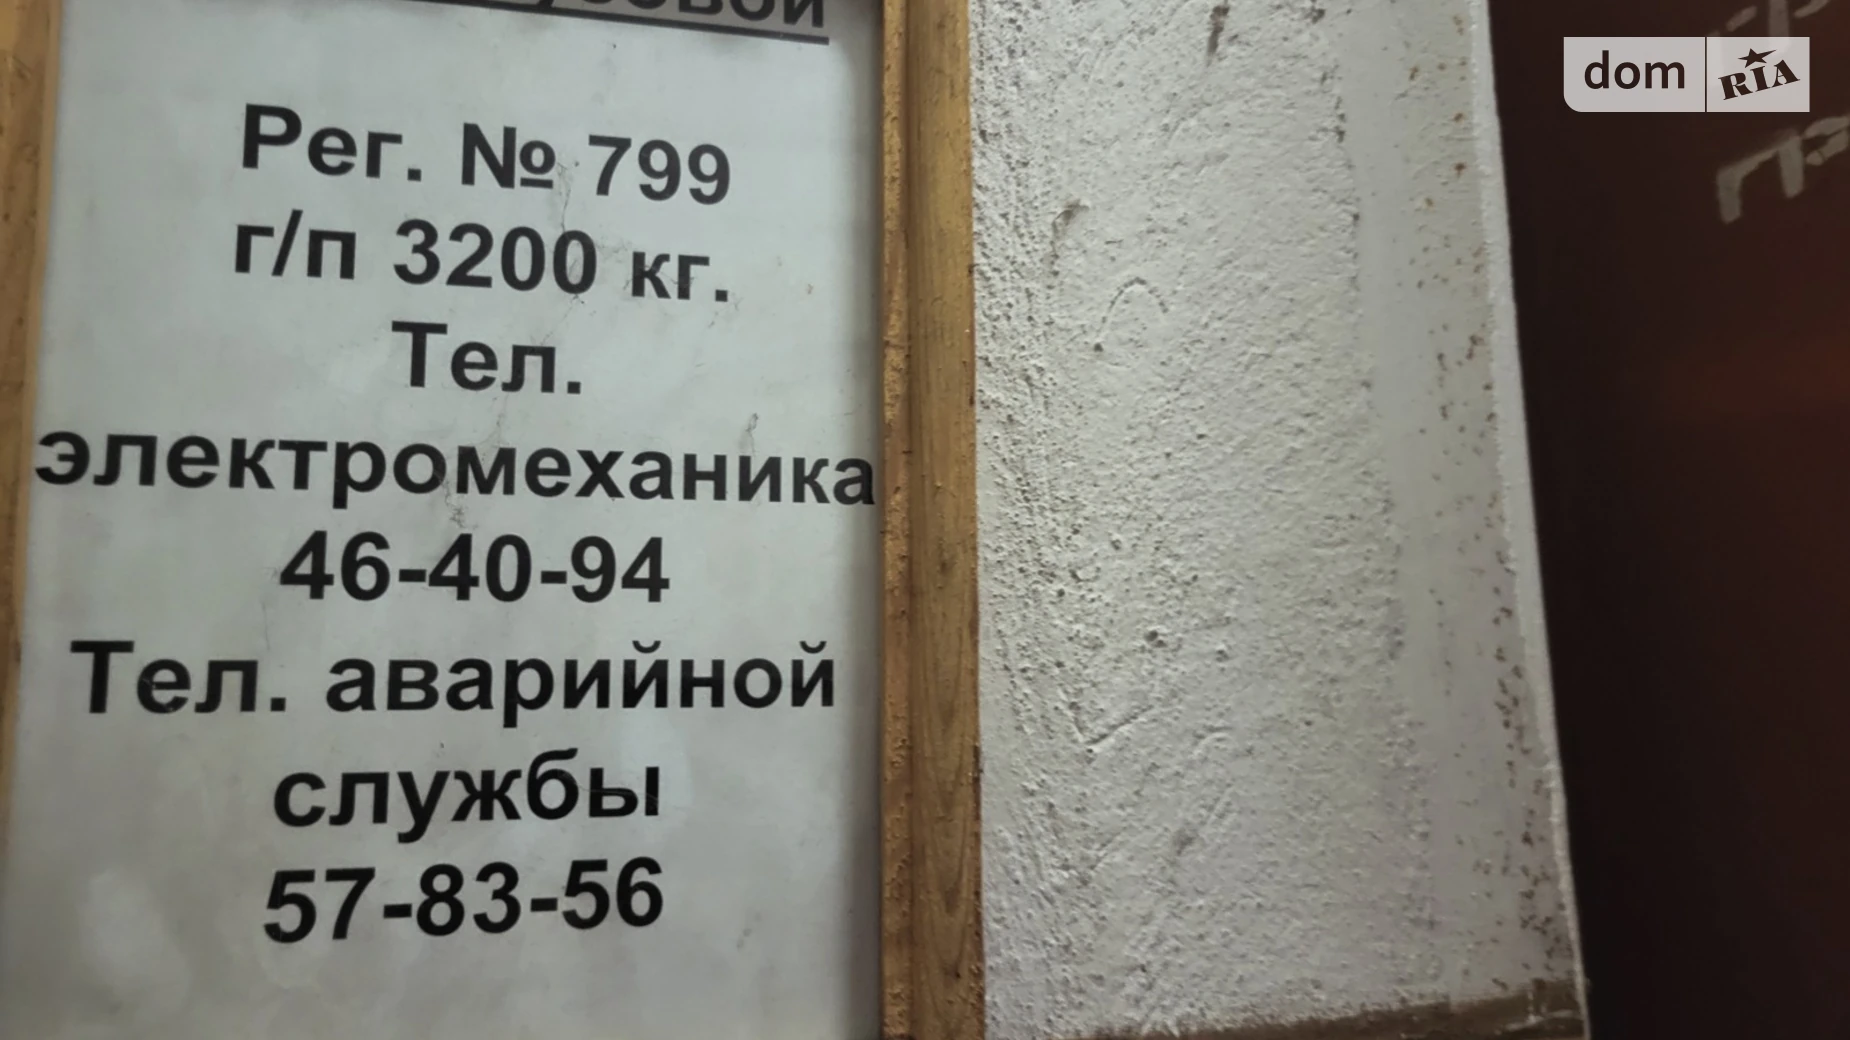 Рег. № 799
г/п 3200 кг.
Тел.
электромеханика
46-40-94
Тел. аварийной
службы
57-83-56
dom RIA